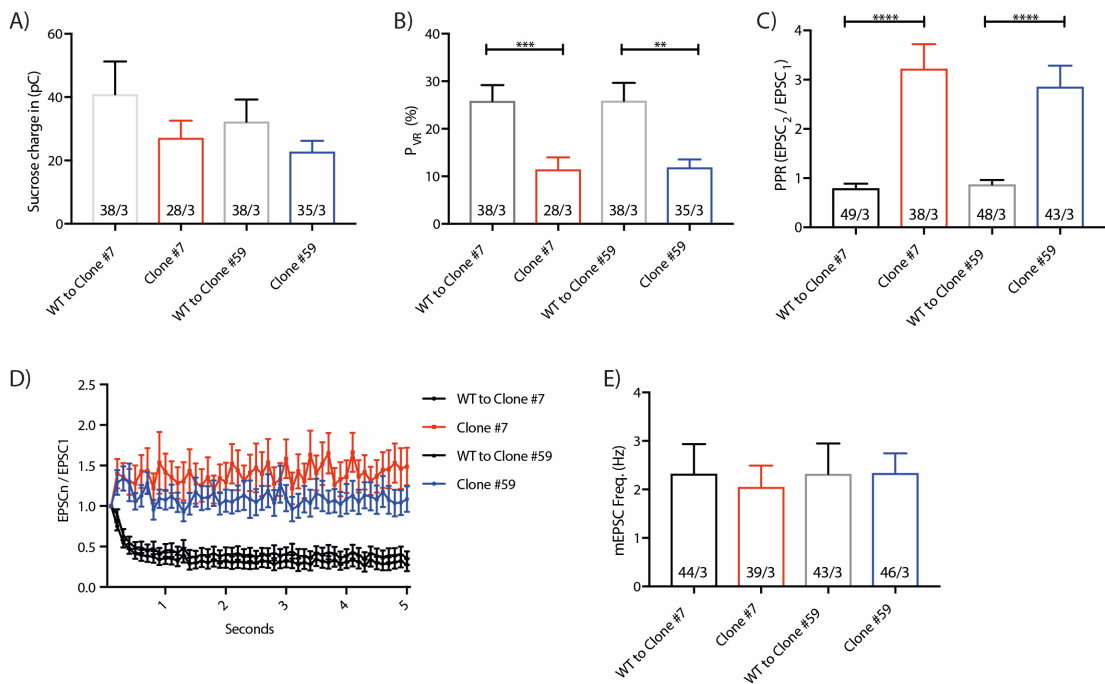 A)
Sucrose charge in (pC)
60
40
20
0
38/3
28/3
38/3
35/3
WT to Clone #7
Clone #7
WT to Clone #59
Clone #59
B)
PVR (%)
40
30
20
10
0
***
**
38/3
28/3
38/3
35/3
WT to Clone #7
Clone #7
WT to Clone #59
Clone #59
C)
PPR (EPSC2 / EPSC1)
4
3
2
1
0
****
****
49/3
38/3
48/3
43/3
WT to Clone #7
Clone #7
WT to Clone #59
Clone #59
D)
EPSCn / EPSC1
2.5
2.0
1.5
1.0
0.5
0.0
1
2
3
4
5
Seconds
WT to Clone #7
Clone #7
WT to Clone #59
Clone #59
E)
mEPSC Freq. (Hz)
4
3
2
1
0
44/3
39/3
43/3
46/3
WT to Clone #7
Clone #7
WT to Clone #59
Clone #59